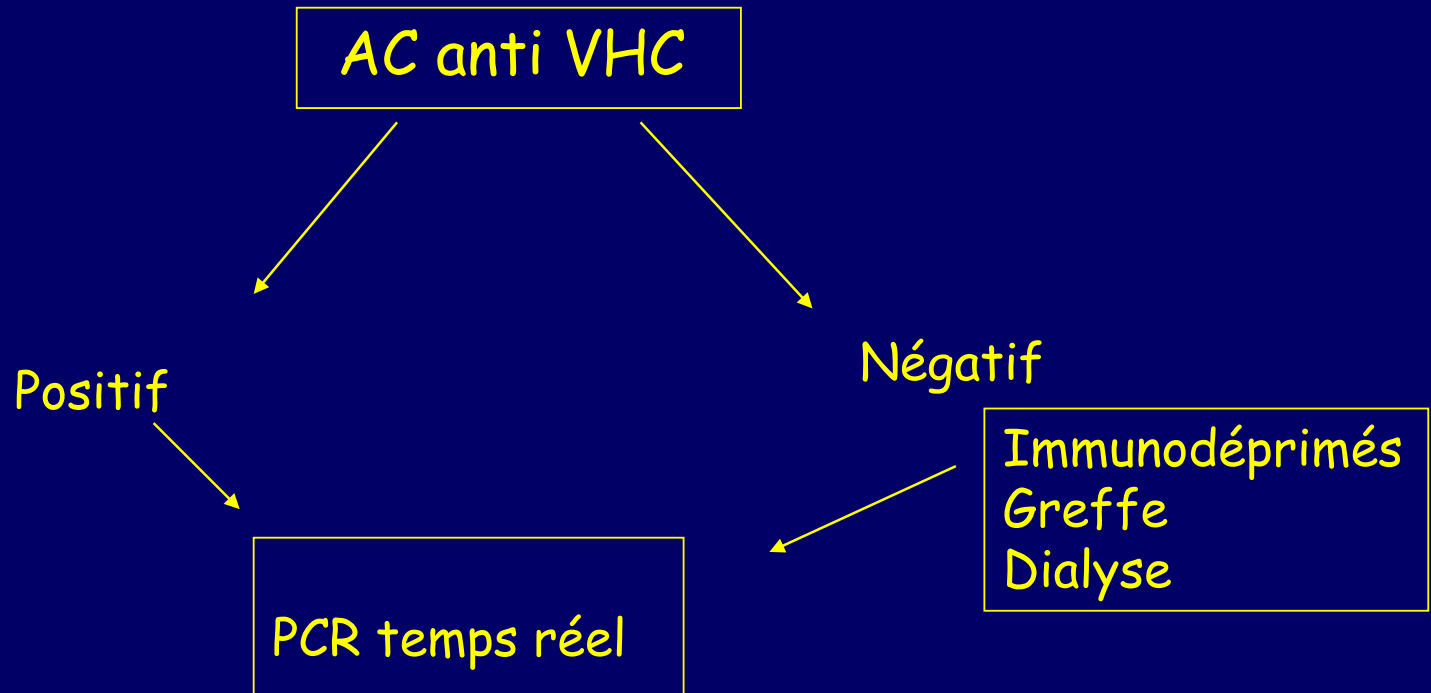 AC anti VHC
Positif
Négatif
Immunodéprimés
Greffe
Dialyse
PCR temps réel